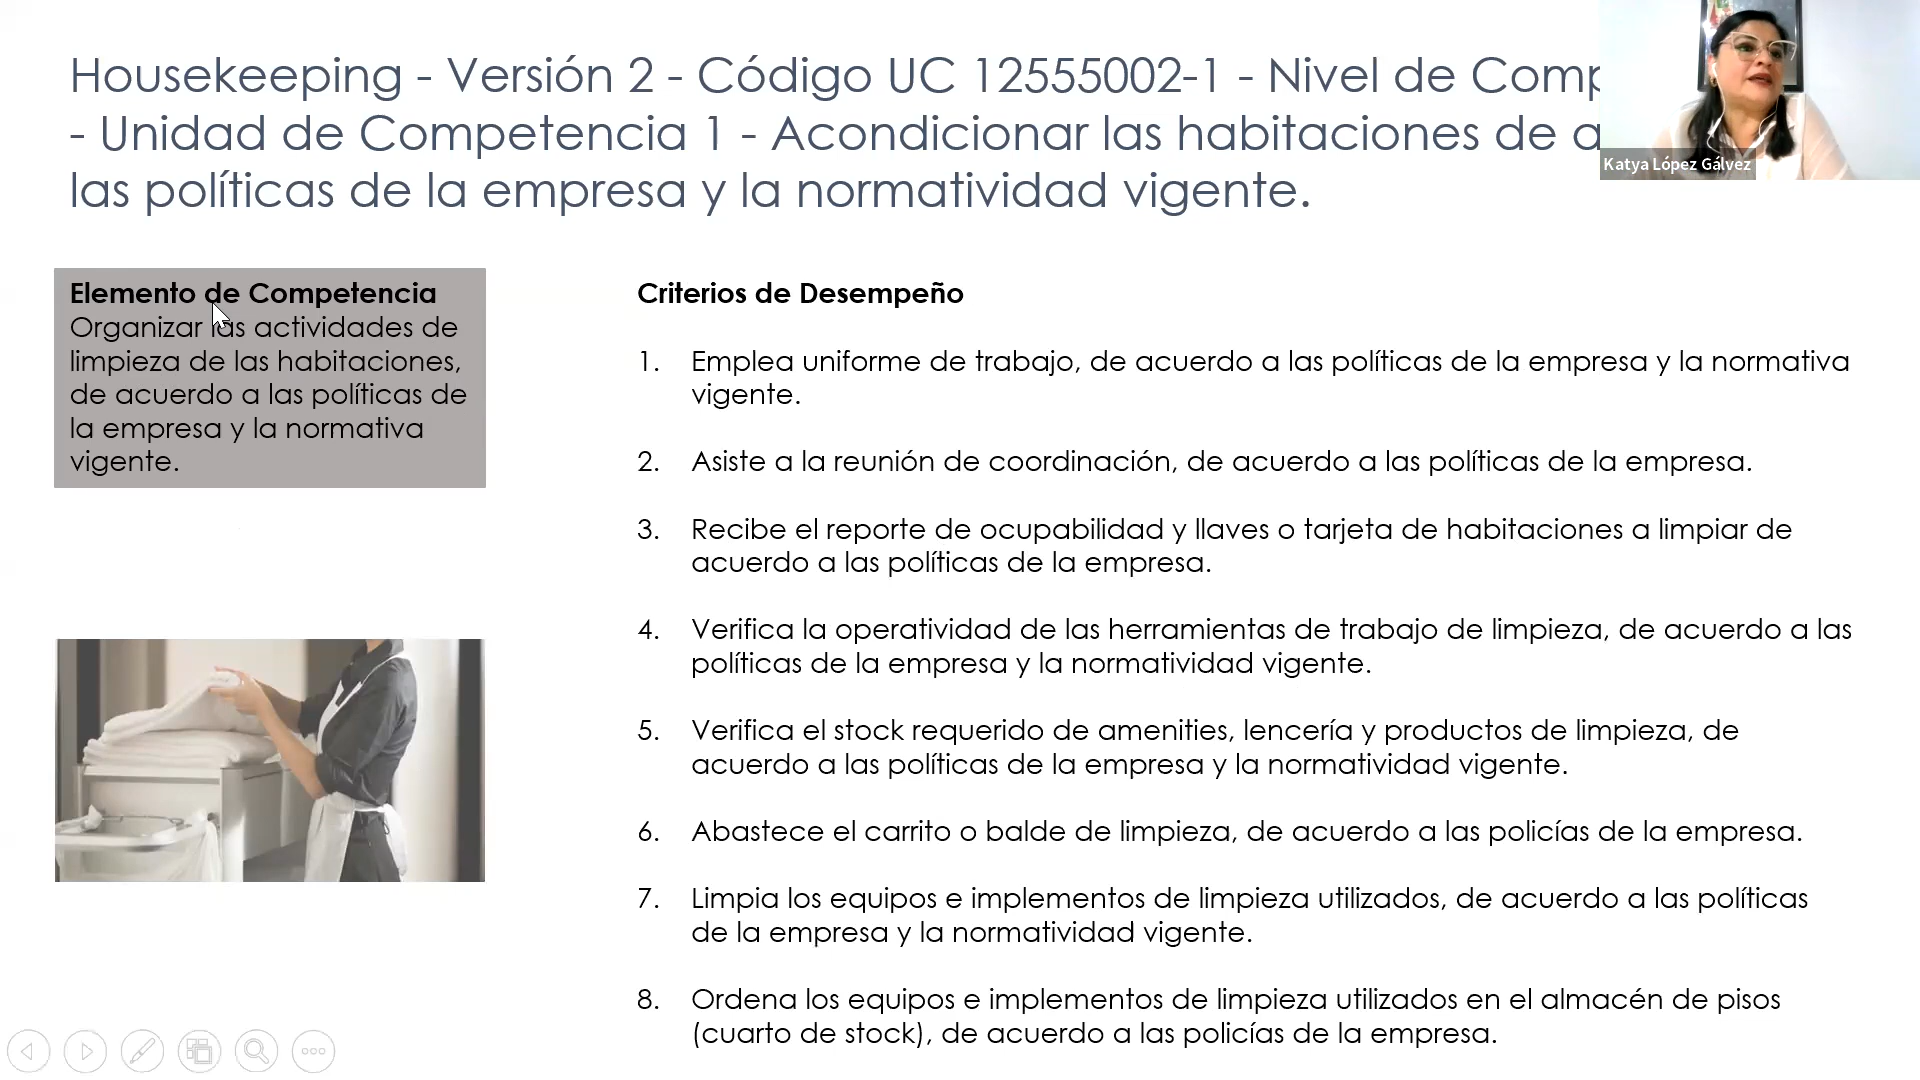 Housekeeping - Versión 2 - Código UC 12555002-1 - Nivel de
- Unidad de Competencia 1 - Acondicionar las habitaciones de
las políticas de la empresa y la normatividad vigente.
Katya López Gálvez
Elemento de Competencia
Organizar las actividades de
limpieza de las habitaciones,
de acuerdo a las políticas de
la empresa y la normativa
vigente.
Criterios de Desempeño
1. Emplea uniforme de trabajo, de acuerdo a las políticas de la empresa y la normativa
vigente.
2. Asiste a la reunión de coordinación, de acuerdo a las políticas de la empresa.
3. Recibe el reporte de ocupabilidad y llaves o tarjeta de habitaciones a limpiar de
acuerdo a las políticas de la empresa.
4. Verifica la operatividad de las herramientas de trabajo de limpieza, de acuerdo a las
políticas de la empresa y la normatividad vigente.
5. Verifica el stock requerido de amenities, lencería y productos de limpieza, de
acuerdo a las políticas de la empresa y la normatividad vigente.
6. Abastece el carrito o balde de limpieza, de acuerdo a las policías de la empresa.
7. Limpia los equipos e implementos de limpieza utilizados, de acuerdo a las políticas
de la empresa y la normatividad vigente.
8. Ordena los equipos e implementos de limpieza utilizados en el almacén de pisos
(cuarto de stock), de acuerdo a las policías de la empresa.